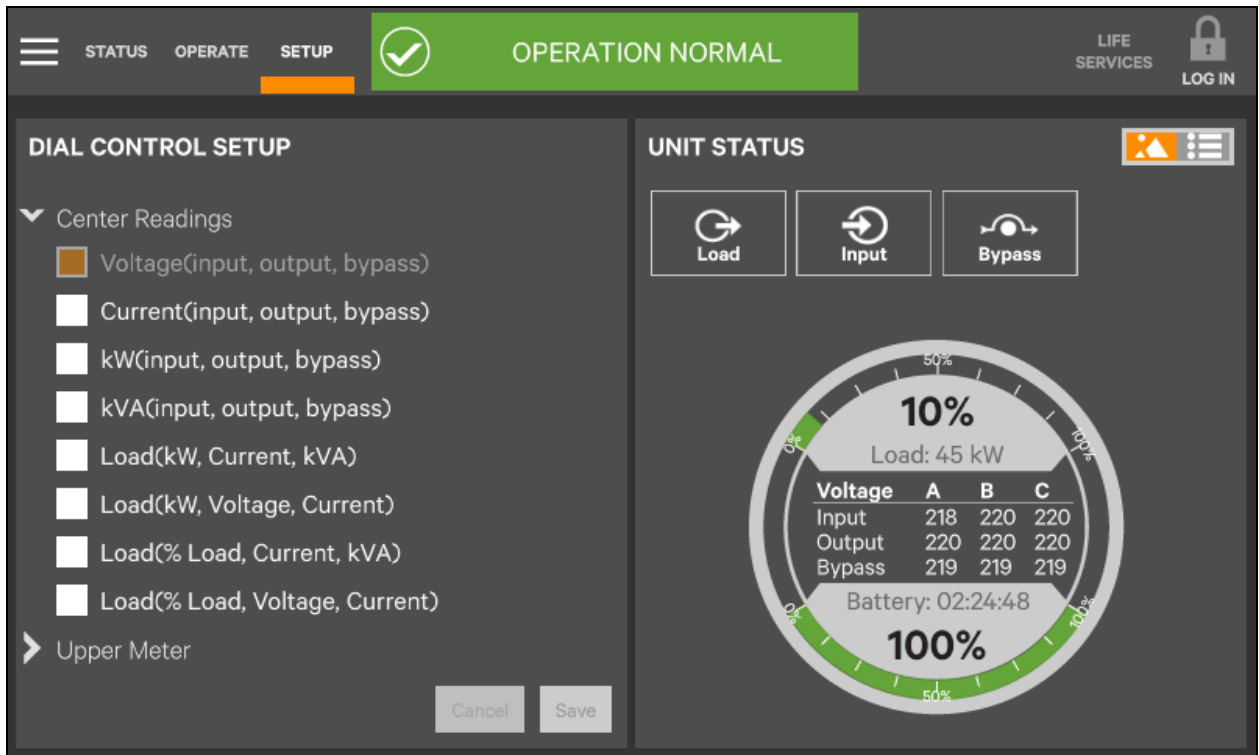 STATUS OPERATE SETUP OPERATION NORMAL LIFE SERVICES LOG IN
DIAL CONTROL SETUP
Center Readings
Voltage(input, output, bypass)
Current(input, output, bypass)
kW(input, output, bypass)
kVA(input, output, bypass)
Load(kW, Current, kVA)
Load(kW, Voltage, Current)
Load(% Load, Current, kVA)
Load(% Load, Voltage, Current)
Upper Meter
Cancel Save
UNIT STATUS
Load Input Bypass
50%
0% 100%
10%
Load: 45 kW
Voltage A B C
Input 218 220 220
Output 220 220 220
Bypass 219 219 219
Battery: 02:24:48
0% 100%
100%
50%